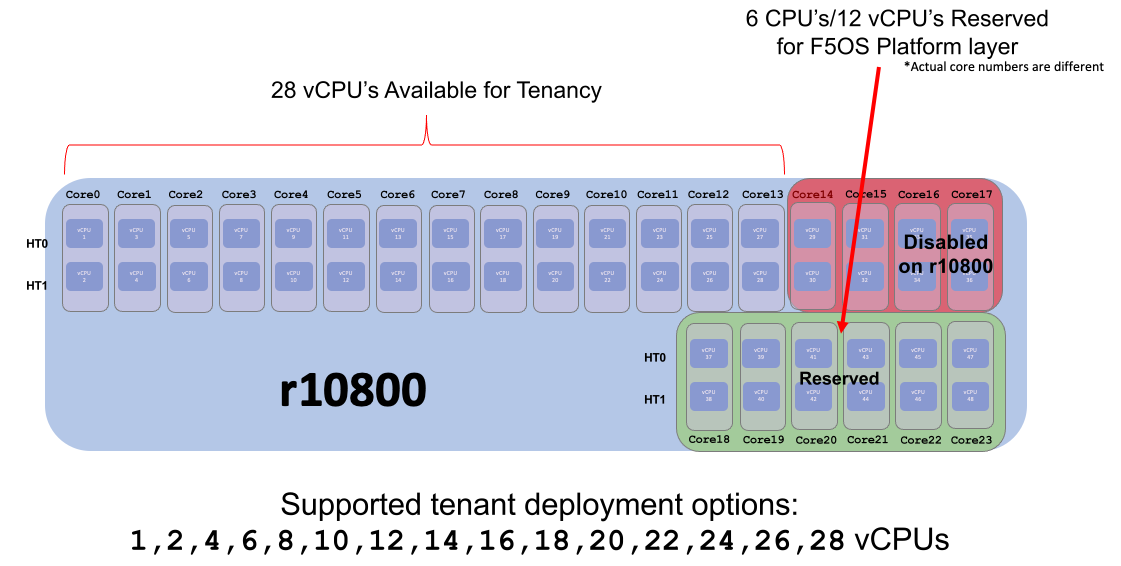 6 CPU's/12 vCPU's Reserved
for F5OS Platform layer
*Actual core numbers are different
28 vCPU's Available for Tenancy
Core0 Core1 Core2 Core3 Core4 Core5 Core6 Core7 Core8 Core9 Core10 Core11 Core12 Core13 Core14 Core15 Core16 Core17
HT0 vCPU 1 vCPU 3 vCPU 5 vCPU 7 vCPU 9 vCPU 11 vCPU 13 vCPU 15 vCPU 17 vCPU 19 vCPU 21 vCPU 23 vCPU 25 vCPU 27 vCPU 29 vCPU 31
Disabled
on r10800
HT1 vCPU 2 vCPU 4 vCPU 6 vCPU 8 vCPU 10 vCPU 12 vCPU 14 vCPU 16 vCPU 18 vCPU 20 vCPU 22 vCPU 24 vCPU 26 vCPU 28 vCPU 30 vCPU 32 34 36
HT0 vCPU 37 vCPU 39 vCPU 41 vCPU 43 vCPU 45 vCPU 47
r10800
Reserved
HT1 vCPU 38 vCPU 40 vCPU 42 vCPU 44 vCPU 46 vCPU 48
Core18 Core19 Core20 Core21 Core22 Core23
Supported tenant deployment options:
1,2,4,6,8,10,12,14,16,18,20,22,24,26,28 vCPUs